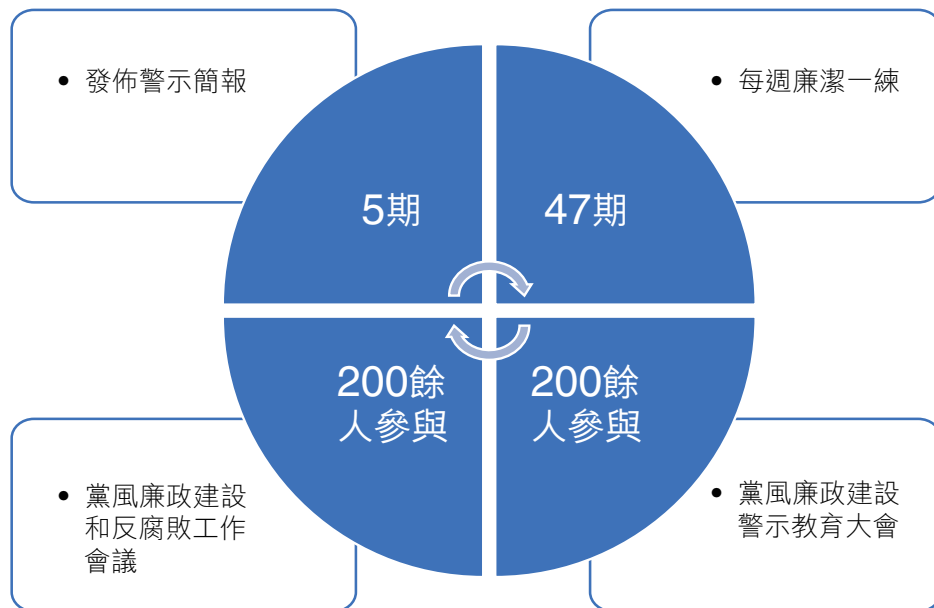 發佈警示簡報
每週廉潔一練
5期
47期
200餘
人參與
200餘
人參與
黨風廉政建設
和反腐敗工作
會議
黨風廉政建設
警示教育大會